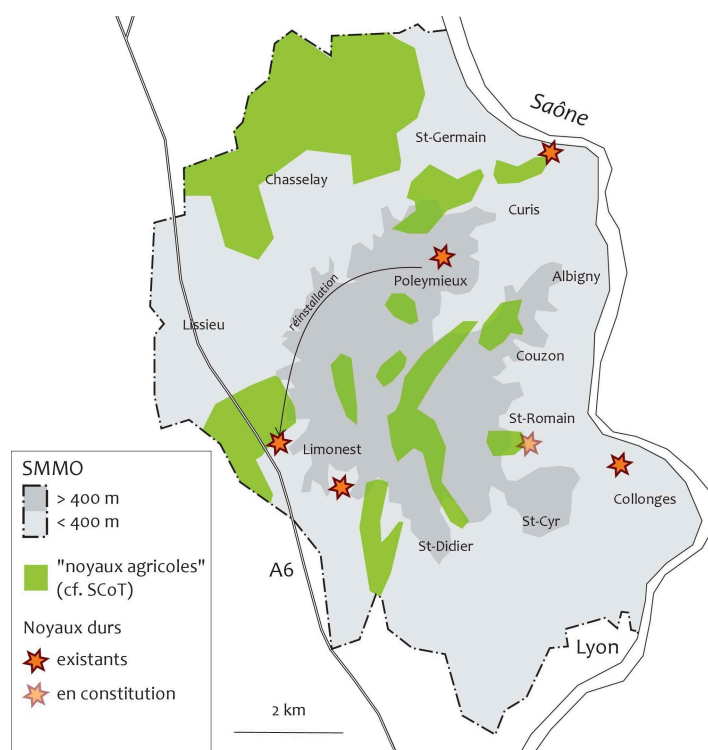 Saône
St-Germain
Chasselay
Curis
Albigny
Poleymieux
réinstallation
Lissieu
Couzon
St-Romain
Limonest
Collonges
St-Cyr
St-Didier
A6
Lyon
SMMO
> 400 m
< 400 m
"noyaux agricoles"
(cf. SCoT)
Noyaux durs
existants
en constitution
2 km